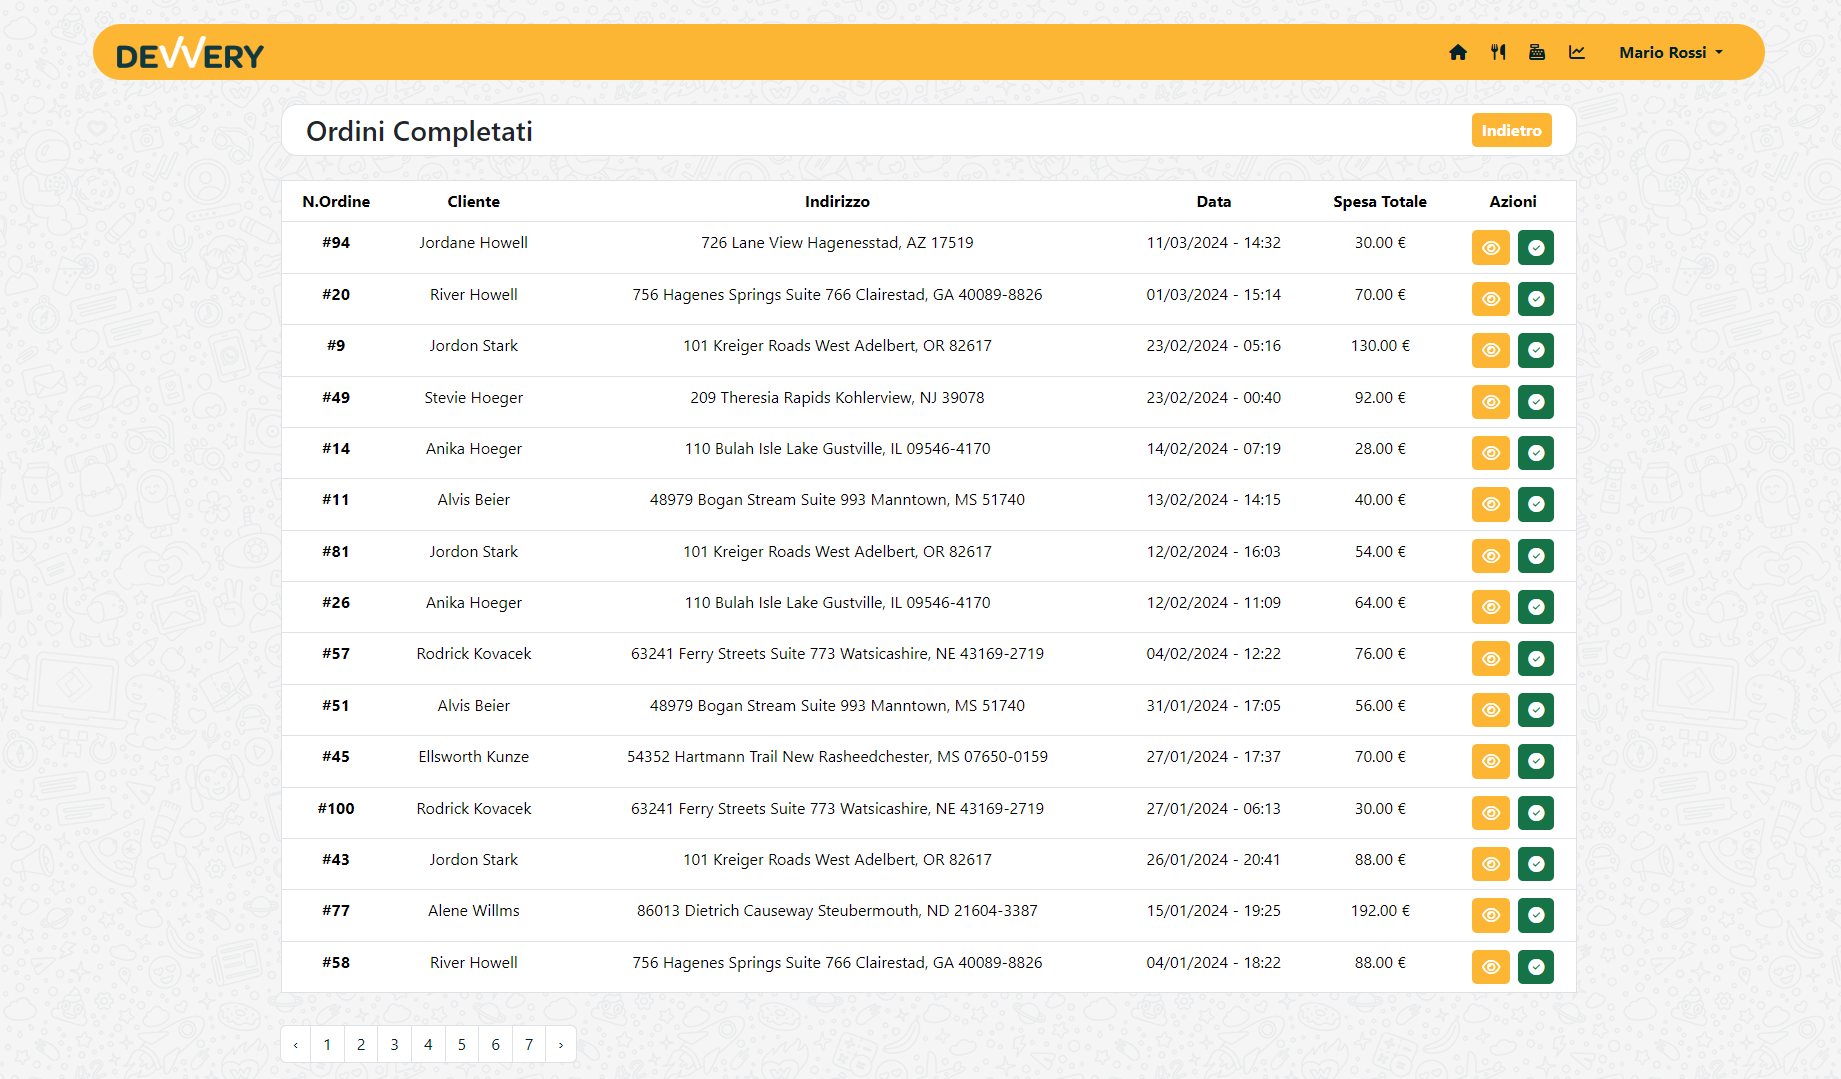 DEVVERY
Mario Rossi
Ordini Completati
Indietro
N.Ordine Cliente Indirizzo Data Spesa Totale Azioni
#94 Jordane Howell 726 Lane View Hagenesstad, AZ 17519 11/03/2024 - 14:32 30.00 €
#20 River Howell 756 Hagenes Springs Suite 766 Clairestad, GA 40089-8826 01/03/2024 - 15:14 70.00 €
#9 Jordon Stark 101 Kreiger Roads West Adelbert, OR 82617 23/02/2024 - 05:16 130.00 €
#49 Stevie Hoeger 209 Theresia Rapids Kohlerview, NJ 39078 23/02/2024 - 00:40 92.00 €
#14 Anika Hoeger 110 Bulah Isle Lake Gustville, IL 09546-4170 14/02/2024 - 07:19 28.00 €
#11 Alvis Beier 48979 Bogan Stream Suite 993 Manntown, MS 51740 13/02/2024 - 14:15 40.00 €
#81 Jordon Stark 101 Kreiger Roads West Adelbert, OR 82617 12/02/2024 - 16:03 54.00 €
#26 Anika Hoeger 110 Bulah Isle Lake Gustville, IL 09546-4170 12/02/2024 - 11:09 64.00 €
#57 Rodrick Kovacek 63241 Ferry Streets Suite 773 Watsicashire, NE 43169-2719 04/02/2024 - 12:22 76.00 €
#51 Alvis Beier 48979 Bogan Stream Suite 993 Manntown, MS 51740 31/01/2024 - 17:05 56.00 €
#45 Ellsworth Kunze 54352 Hartmann Trail New Rasheedchester, MS 07650-0159 27/01/2024 - 17:37 70.00 €
#100 Rodrick Kovacek 63241 Ferry Streets Suite 773 Watsicashire, NE 43169-2719 27/01/2024 - 06:13 30.00 €
#43 Jordon Stark 101 Kreiger Roads West Adelbert, OR 82617 26/01/2024 - 20:41 88.00 €
#77 Alene Willms 86013 Dietrich Causeway Steubermouth, ND 21604-3387 15/01/2024 - 19:25 192.00 €
#58 River Howell 756 Hagenes Springs Suite 766 Clairestad, GA 40089-8826 04/01/2024 - 18:22 88.00 €
‹ 1 2 3 4 5 6 7 ›